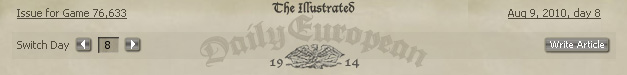 Issue for Game 76,633
The Illustrated
Aug 9, 2010, day 8
Daily European
Switch Day 8
Write Article
19 14